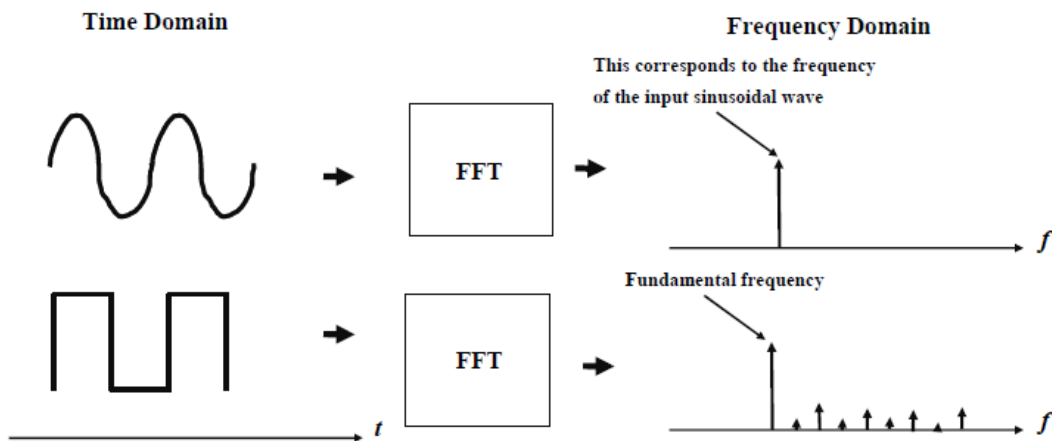 Time Domain
Frequency Domain
This corresponds to the frequency
of the input sinusoidal wave
FFT
f
Fundamental frequency
FFT
t
f